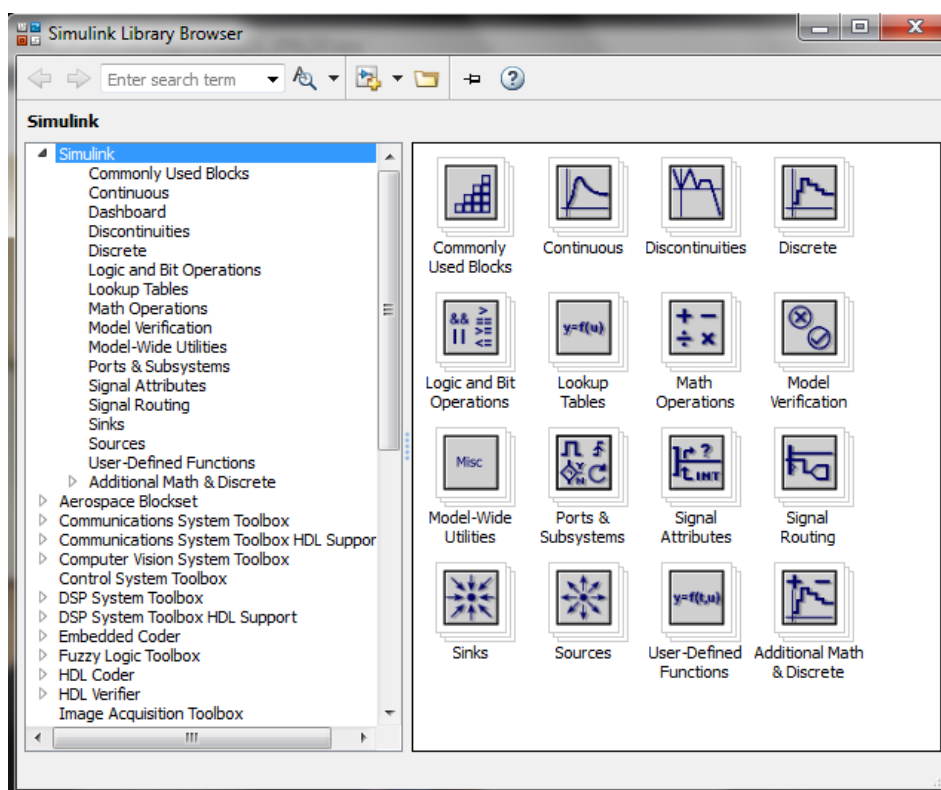 Simulink Library Browser
Enter search term
Simulink
Simulink
Commonly Used Blocks
Continuous
Dashboard
Discontinuities
Discrete
Logic and Bit Operations
Lookup Tables
Math Operations
Model Verification
Model-Wide Utilities
Ports & Subsystems
Signal Attributes
Signal Routing
Sinks
Sources
User-Defined Functions
Additional Math & Discrete
Aerospace Blockset
Communications System Toolbox
Communications System Toolbox HDL Suppor
Computer Vision System Toolbox
Control System Toolbox
DSP System Toolbox
DSP System Toolbox HDL Support
Embedded Coder
Fuzzy Logic Toolbox
HDL Coder
HDL Verifier
Image Acquisition Toolbox
Commonly
Used Blocks
Continuous
Discontinuities
Discrete
&& >
|| ==
>=
<=
Logic and Bit
Operations
y=f(u)
Lookup
Tables
+ −
÷ ×
Math
Operations
Model
Verification
Misc
Model-Wide
Utilities
Y
N
Ports &
Subsystems
?
INT
Signal
Attributes
Signal
Routing
Sinks
Sources
y=f(t,u)
User-Defined
Functions
+ −
Additional Math
& Discrete